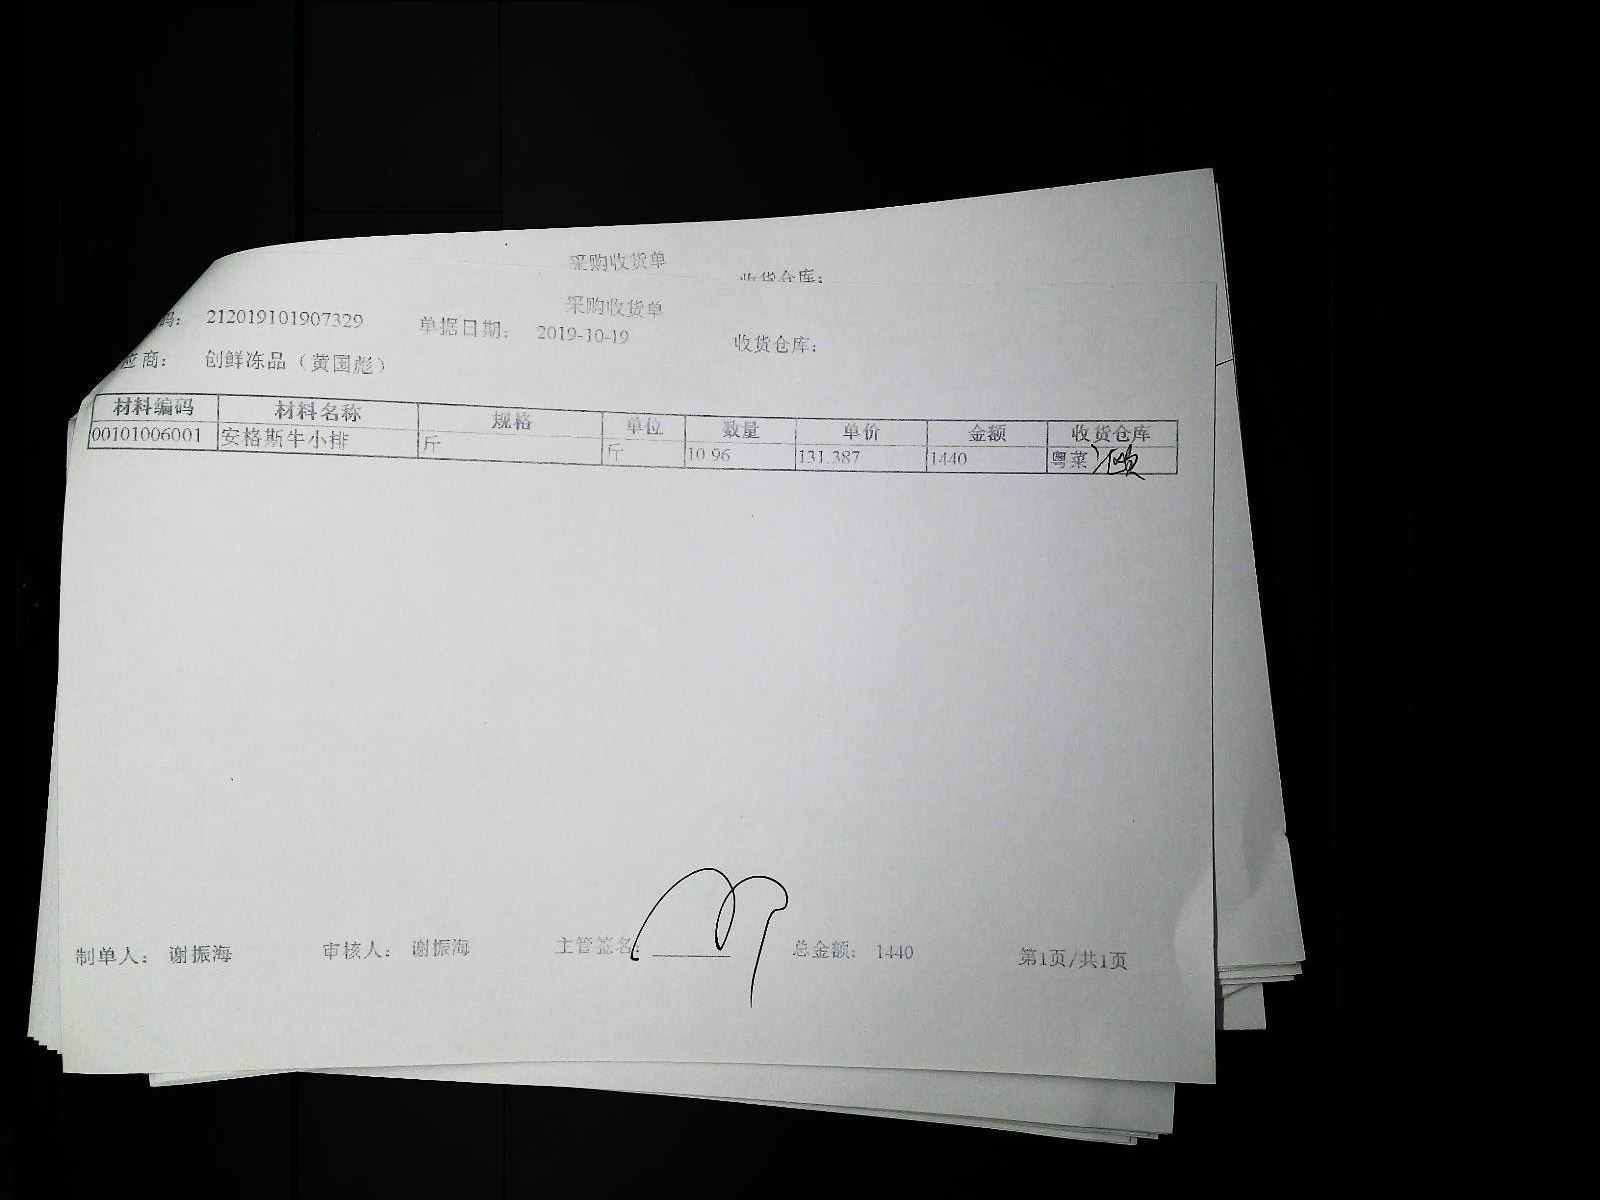 采购收货单
收货仓库：
采购收货单
码： 212019101907329 单据日期： 2019-10-19 收货仓库：
应商： 创鲜冻品（黄国彪）
材料编码 材料名称 规格 单位 数量 单价 金额 收货仓库
00101006001 安格斯牛小排 斤 斤 10.96 131.387 1440 粤菜
制单人： 谢振海 审核人： 谢振海 主管签名： 总金额： 1440 第1页/共1页